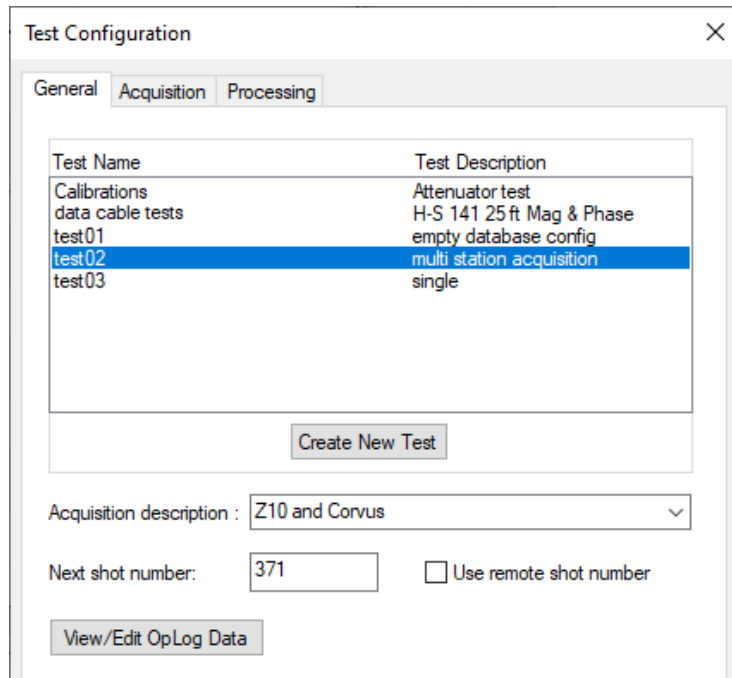 Test Configuration
General Acquisition Processing
Test Name Test Description
Calibrations Attenuator test
data cable tests H-S 141 25 ft Mag & Phase
test01 empty database config
test02 multi station acquisition
test03 single
Create New Test
Acquisition description : Z10 and Corvus
Next shot number: 371 Use remote shot number
View/Edit OpLog Data